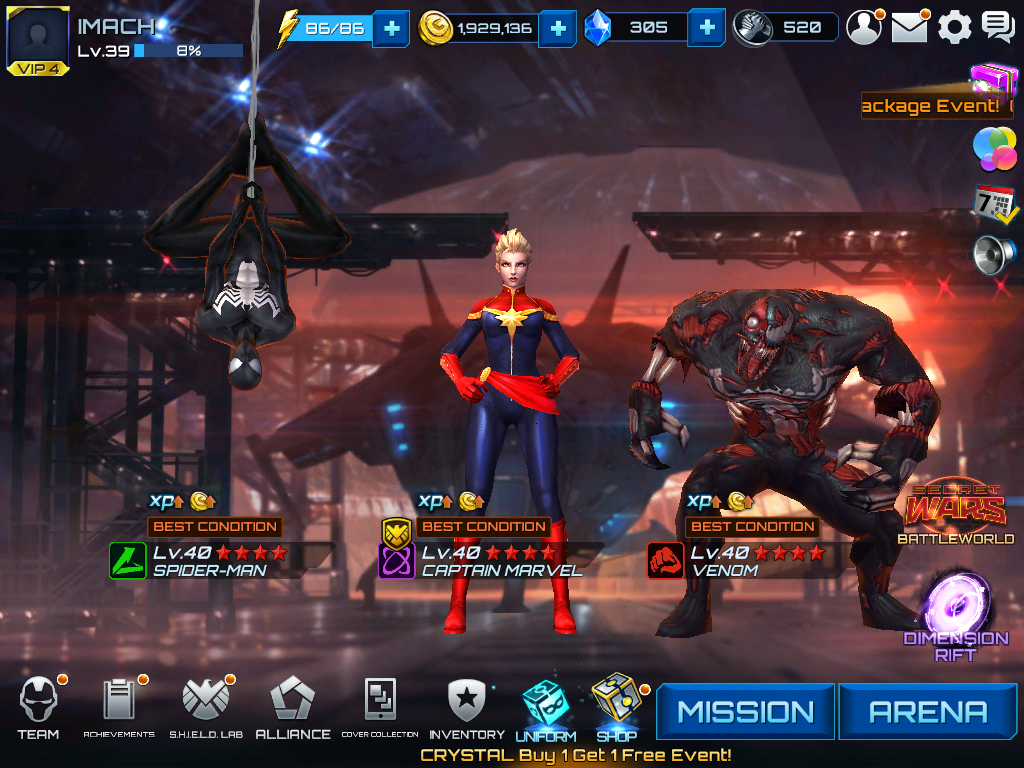 IMACH
Lv.39 8%
VIP 4
86/86
1,929,136
305
520
ackage Event!
7
XP
BEST CONDITION
Lv.40
SPIDER-MAN
XP
BEST CONDITION
Lv.40
CAPTAIN MARVEL
XP
BEST CONDITION
Lv.40
VENOM
SECRET
WARS
BATTLEWORLD
DIMENSION
RIFT
TEAM
ACHIEVEMENTS
S.H.I.E.L.D. LAB
ALLIANCE
COVER COLLECTION
INVENTORY
UNIFORM
SHOP
MISSION
ARENA
CRYSTAL Buy 1 Get 1 Free Event!